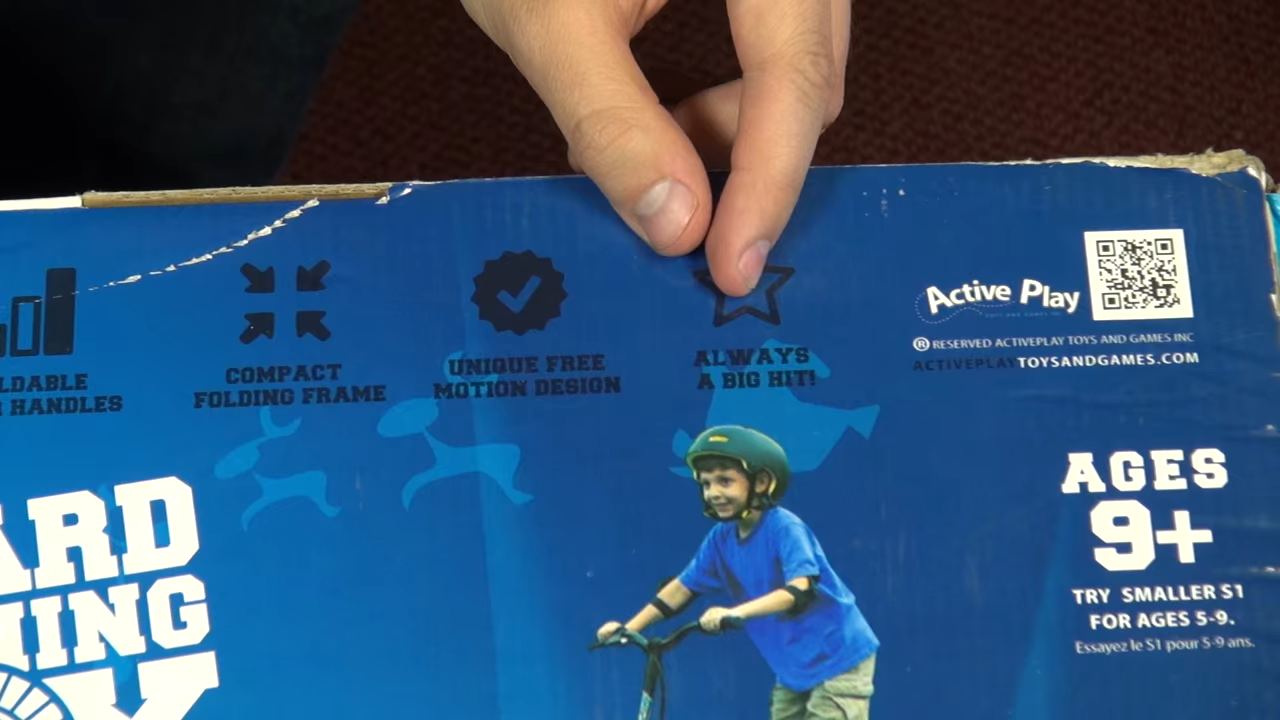 LDABLE
HANDLES
COMPACT
FOLDING FRAME
UNIQUE FREE
MOTION DESIGN
ALWAYS
A BIG HIT!
Active Play
® RESERVED ACTIVEPLAY TOYS AND GAMES INC
ACTIVEPLAYTOYSANDGAMES.COM
ARD
ING
AGES
9+
TRY SMALLER S1
FOR AGES 5-9.
Essayez le S1 pour 5-9 ans.